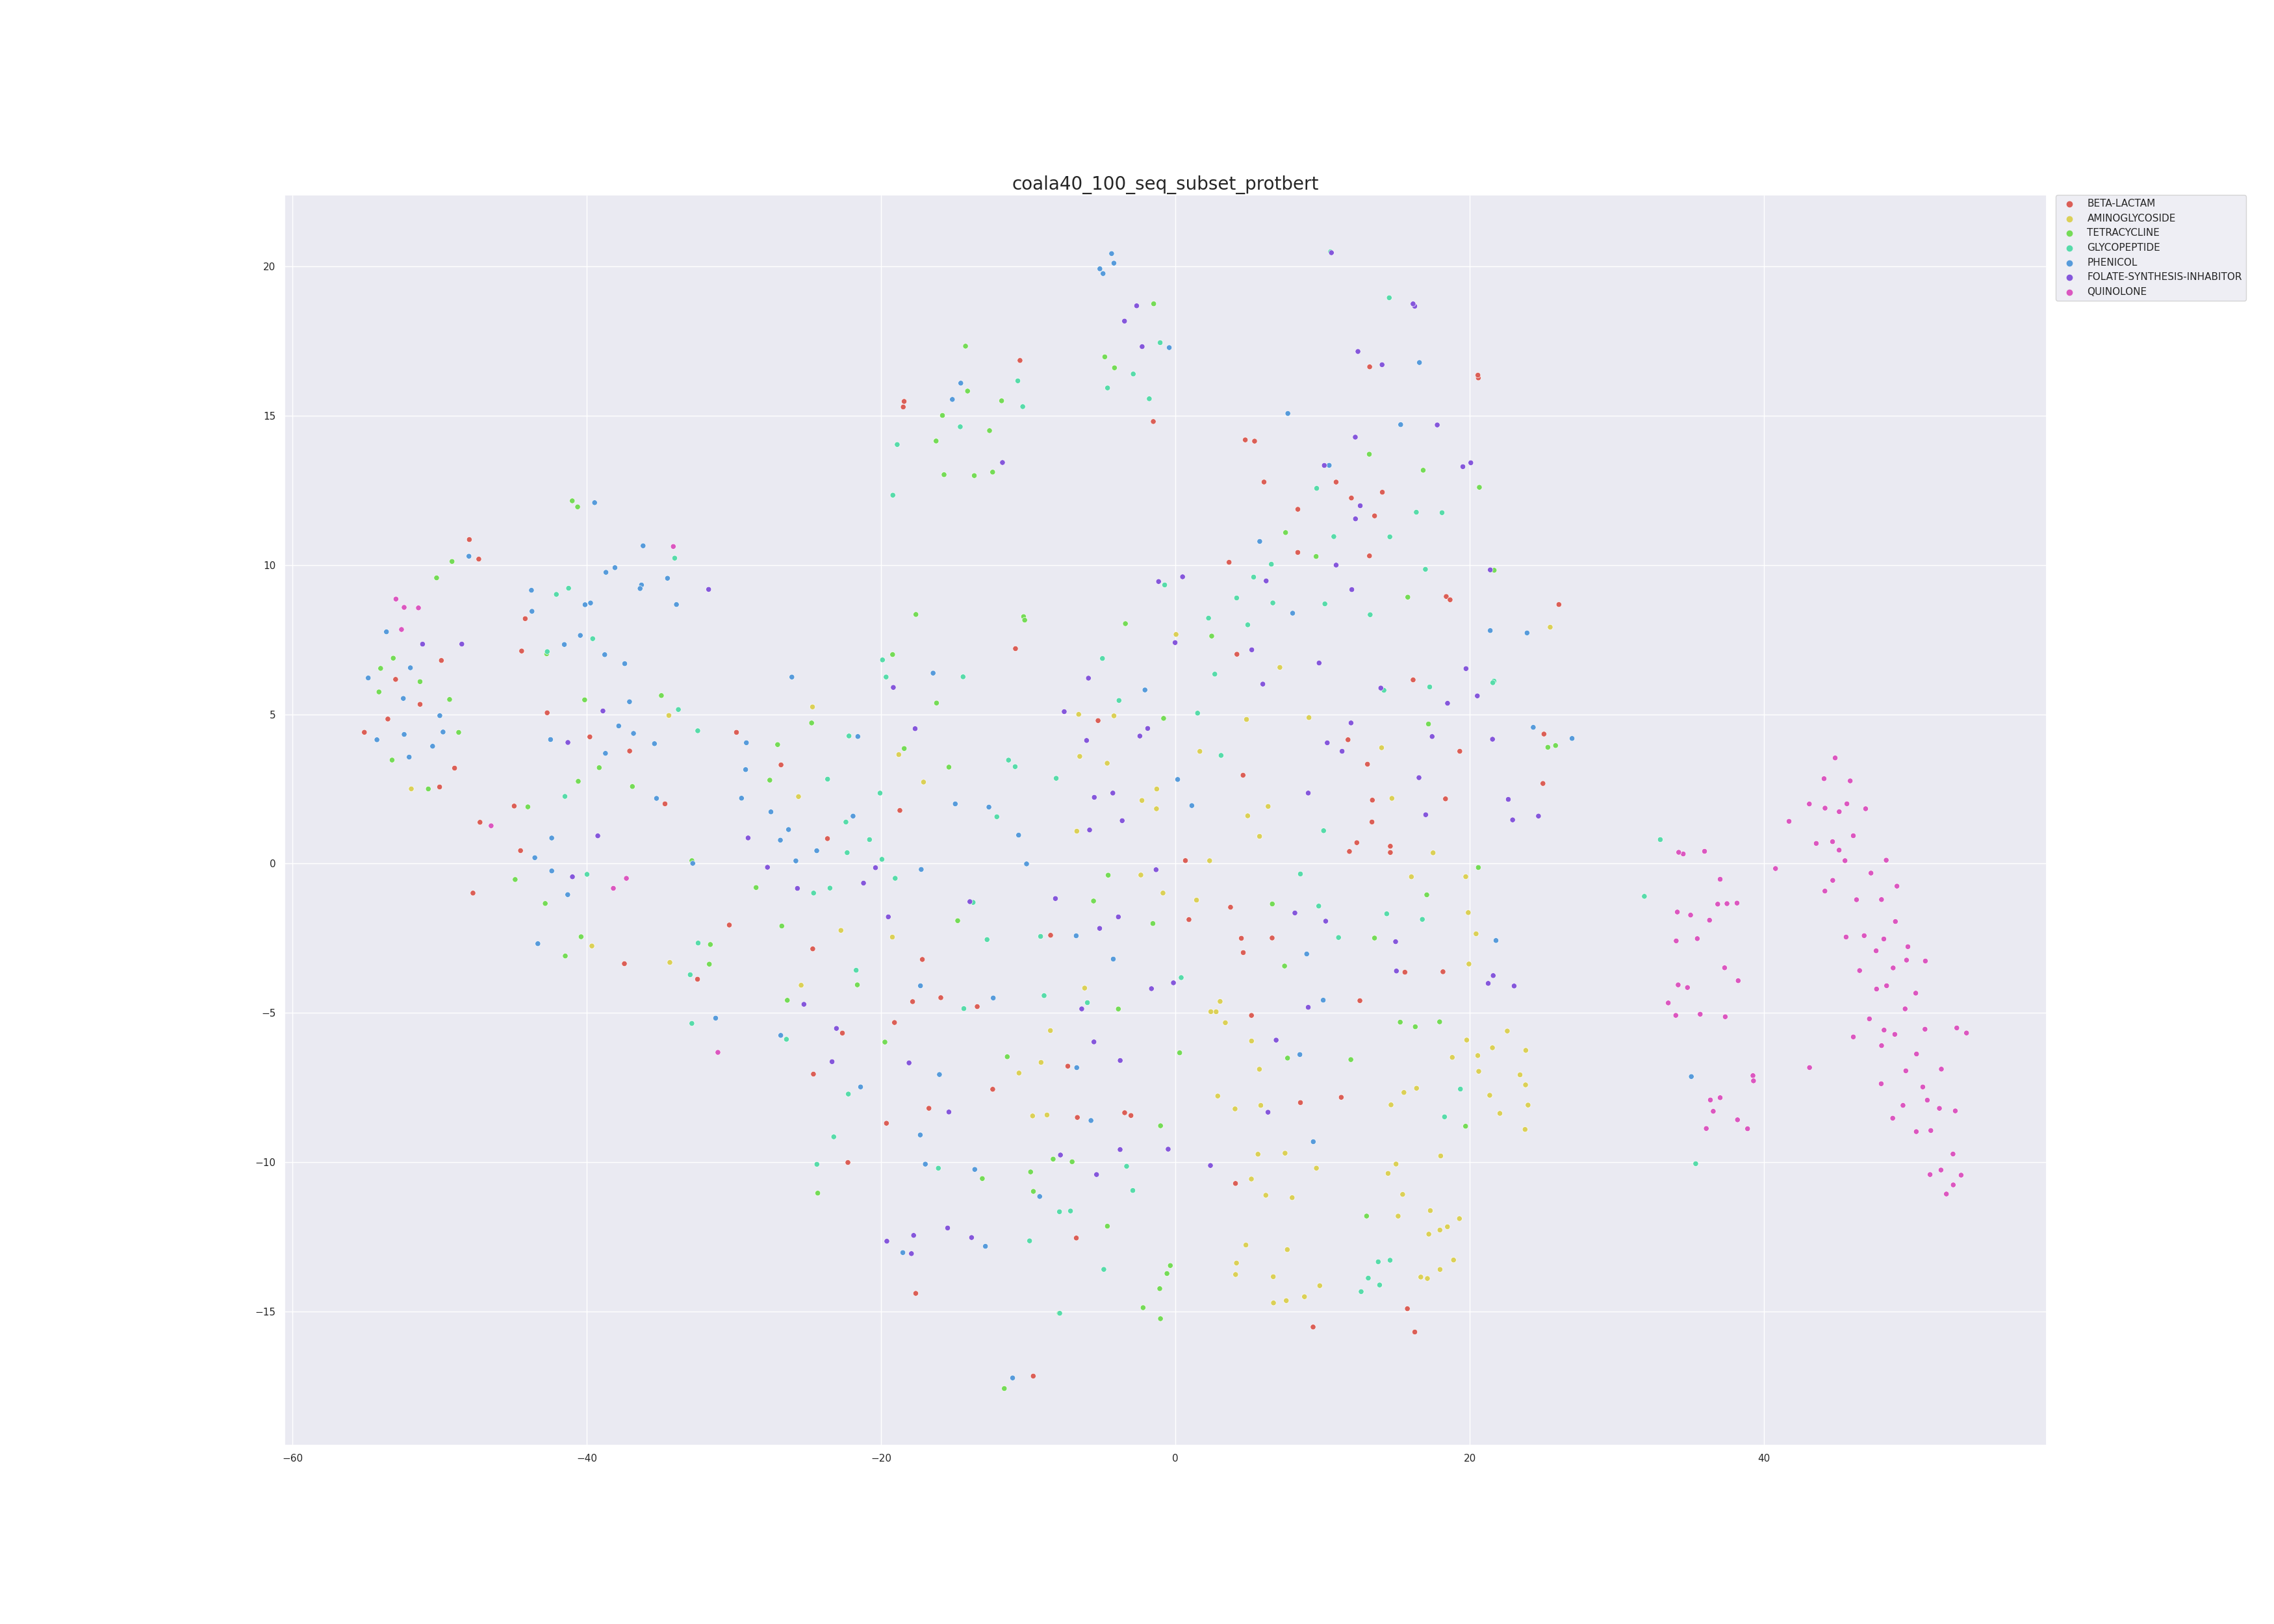 coala40_100_seq_subset_protbert
BETA-LACTAM
AMINOGLYCOSIDE
TETRACYCLINE
GLYCOPEPTIDE
PHENICOL
FOLATE-SYNTHESIS-INHABITOR
QUINOLONE
20
15
10
5
0
−5
−10
−15
−60 −40 −20 0 20 40